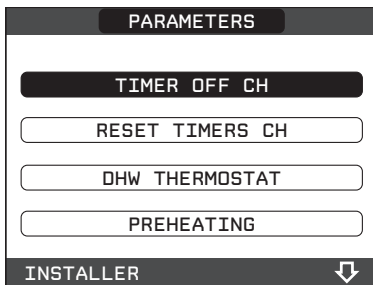 PARAMETERS
TIMER OFF CH
RESET TIMERS CH
DHW THERMOSTAT
PREHEATING
INSTALLER